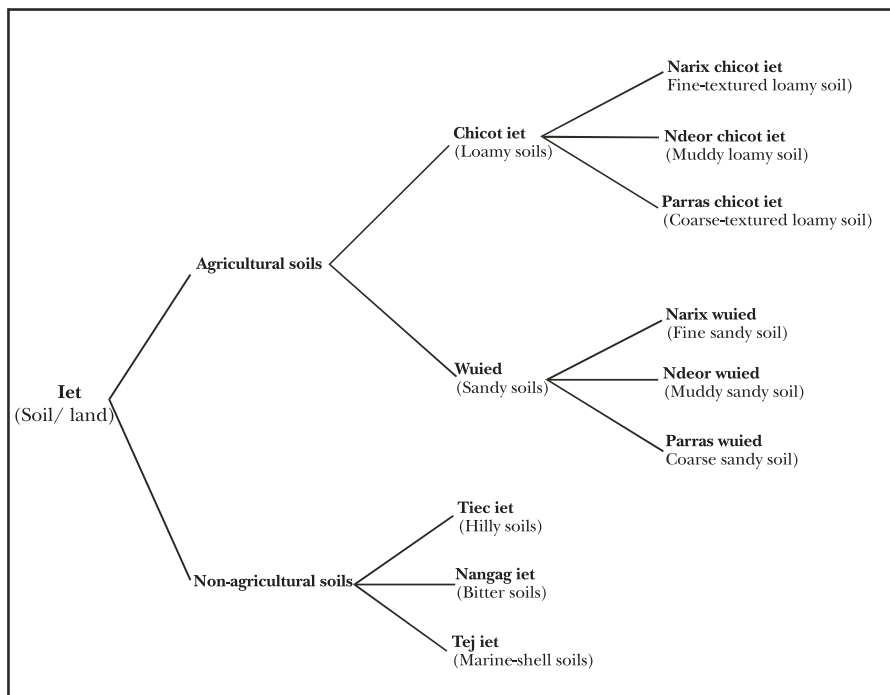 Narix chicot iet
Fine-textured loamy soil)
Chicot iet
(Loamy soils)
Ndeor chicot iet
(Muddy loamy soil)
Parras chicot iet
(Coarse-textured loamy soil)
Agricultural soils
Narix wuied
(Fine sandy soil)
Wuied
(Sandy soils)
Ndeor wuied
(Muddy sandy soil)
Parras wuied
Coarse sandy soil)
Iet
(Soil/ land)
Tiec iet
(Hilly soils)
Non-agricultural soils
Nangag iet
(Bitter soils)
Tej iet
(Marine-shell soils)